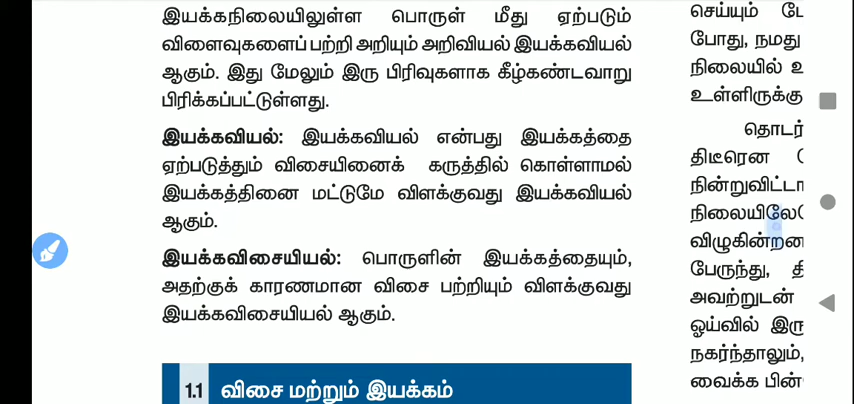 இயக்கநிலையிலுள்ள பொருள் மீது ஏற்படும்
விளைவுகளைப் பற்றி அறியும் அறிவியல் இயக்கவியல்
ஆகும். இது மேலும் இரு பிரிவுகளாக கீழ்கண்டவாறு
பிரிக்கப்பட்டுள்ளது.
இயக்கவியல்: இயக்கவியல் என்பது இயக்கத்தை
ஏற்படுத்தும் விசையினைக் கருத்தில் கொள்ளாமல்
இயக்கத்தினை மட்டுமே விளக்குவது இயக்கவியல்
ஆகும்.
இயக்கவிசையியல்: பொருளின் இயக்கத்தையும்,
அதற்குக் காரணமான விசை பற்றியும் விளக்குவது
இயக்கவிசையியல் ஆகும்.
1.1 விசை மற்றும் இயக்கம்
செய்யும்
போது, நமது
நிலையில்
உள்ளிருக்கு
தொடர்
திடீரென
நின்றுவிட்டா
நிலையிலே
விழுகின்றன
பேருந்து,
அவற்றுடன்
ஓய்வில் இரு
நகர்ந்தாலும்,
வைக்க பின்